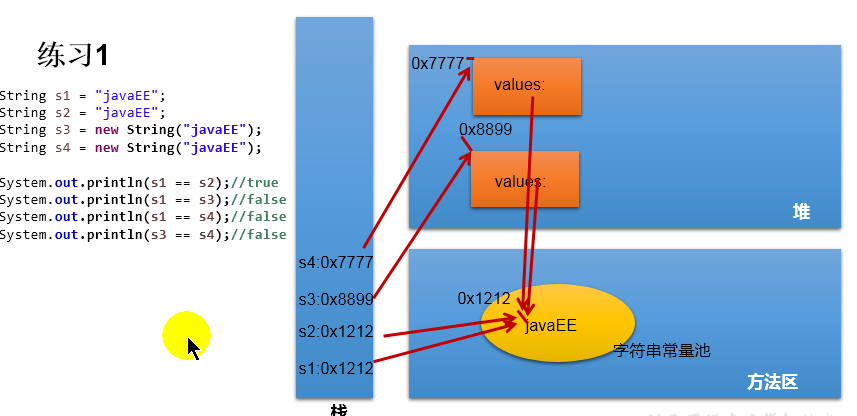 练习1
String s1 = "javaEE";
String s2 = "javaEE";
String s3 = new String("javaEE");
String s4 = new String("javaEE");
System.out.println(s1 == s2);//true
System.out.println(s1 == s3);//false
System.out.println(s1 == s4);//false
System.out.println(s3 == s4);//false
s4:0x7777
s3:0x8899
s2:0x1212
s1:0x1212
栈
0x7777
values:
0x8899
values:
堆
0x1212
javaEE
字符串常量池
方法区